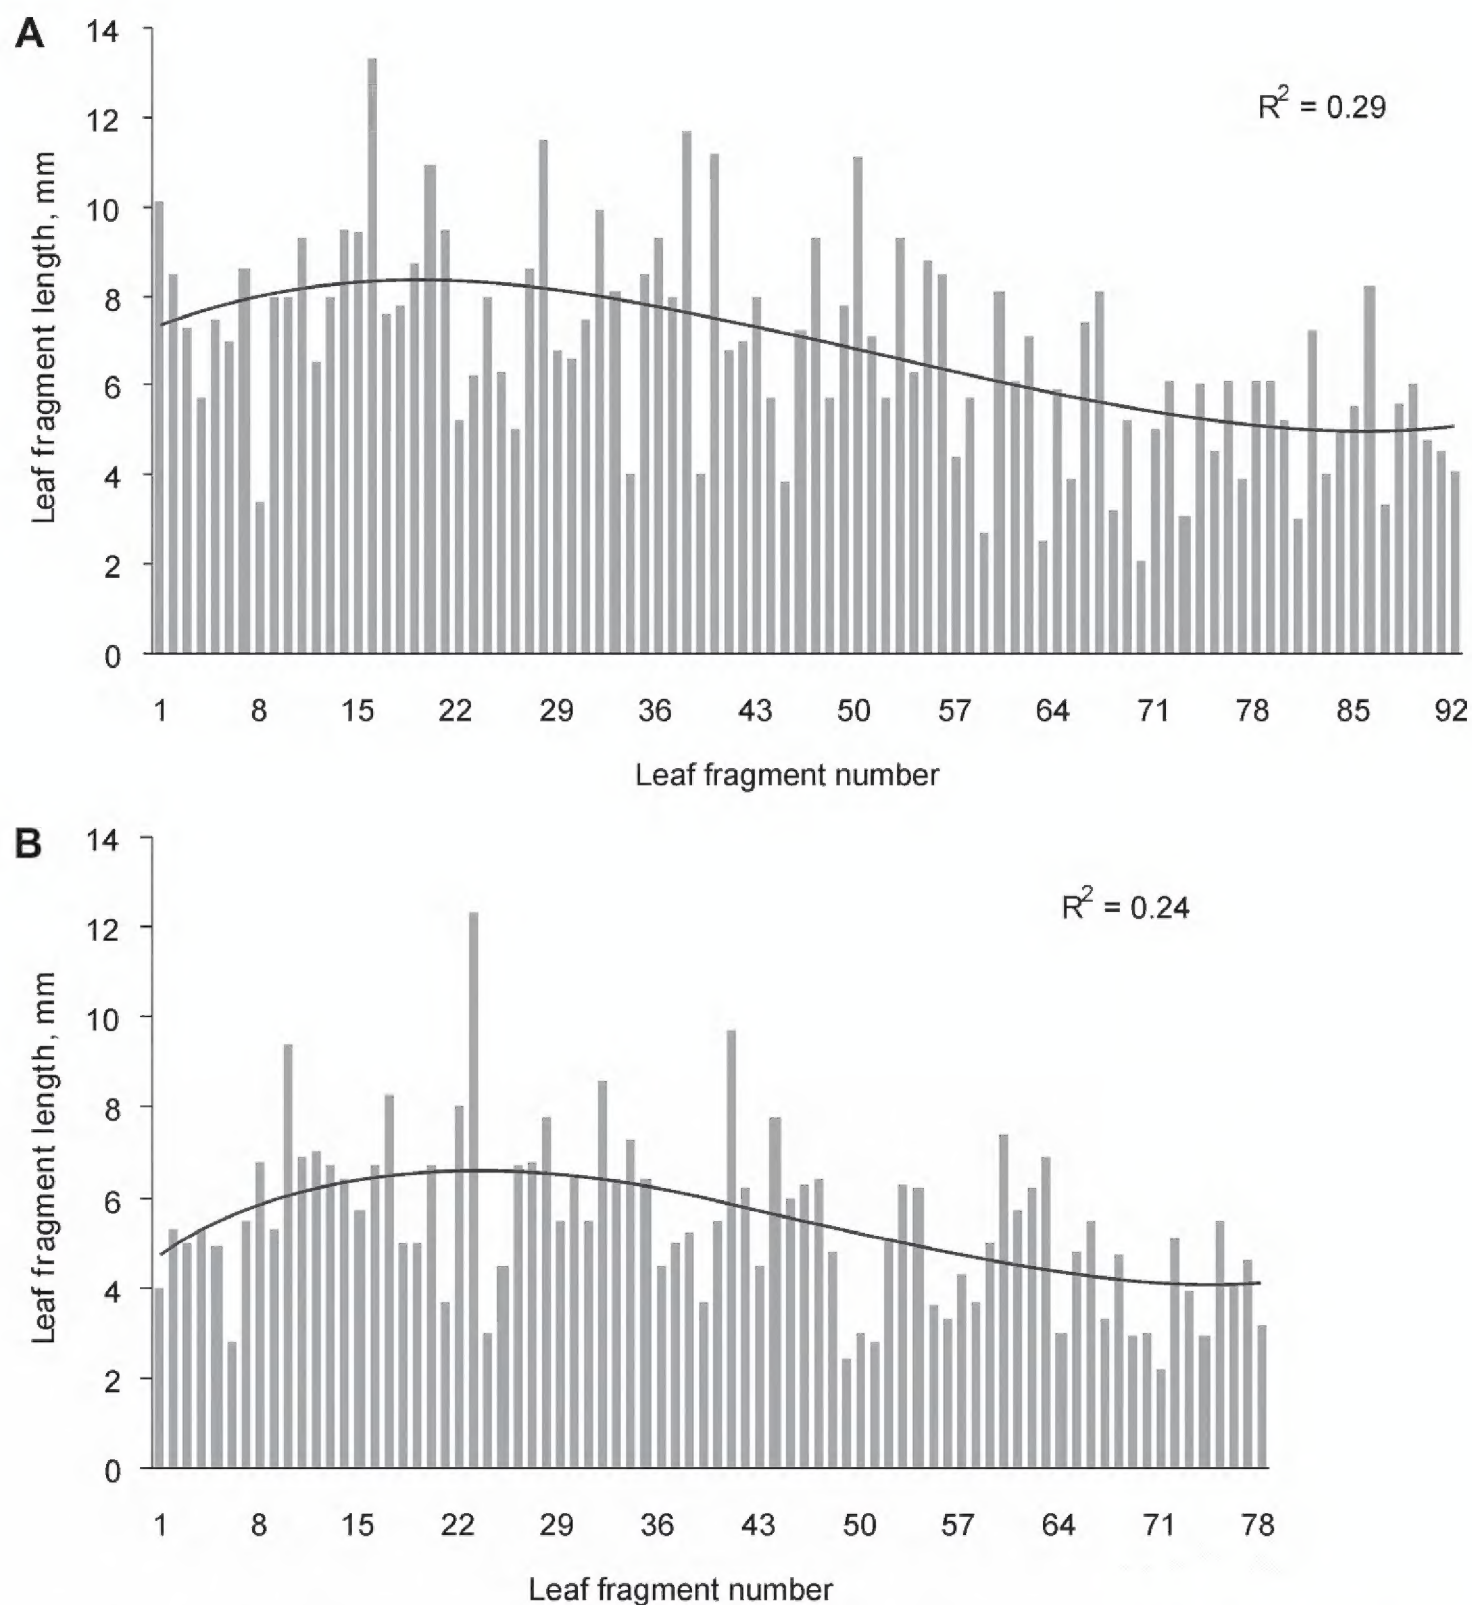 A
14
12
10
8
6
4
2
0
Leaf fragment length, mm
R² = 0.29
1 8 15 22 29 36 43 50 57 64 71 78 85 92
Leaf fragment number
B
14
12
10
8
6
4
2
0
Leaf fragment length, mm
R² = 0.24
1 8 15 22 29 36 43 50 57 64 71 78
Leaf fragment number